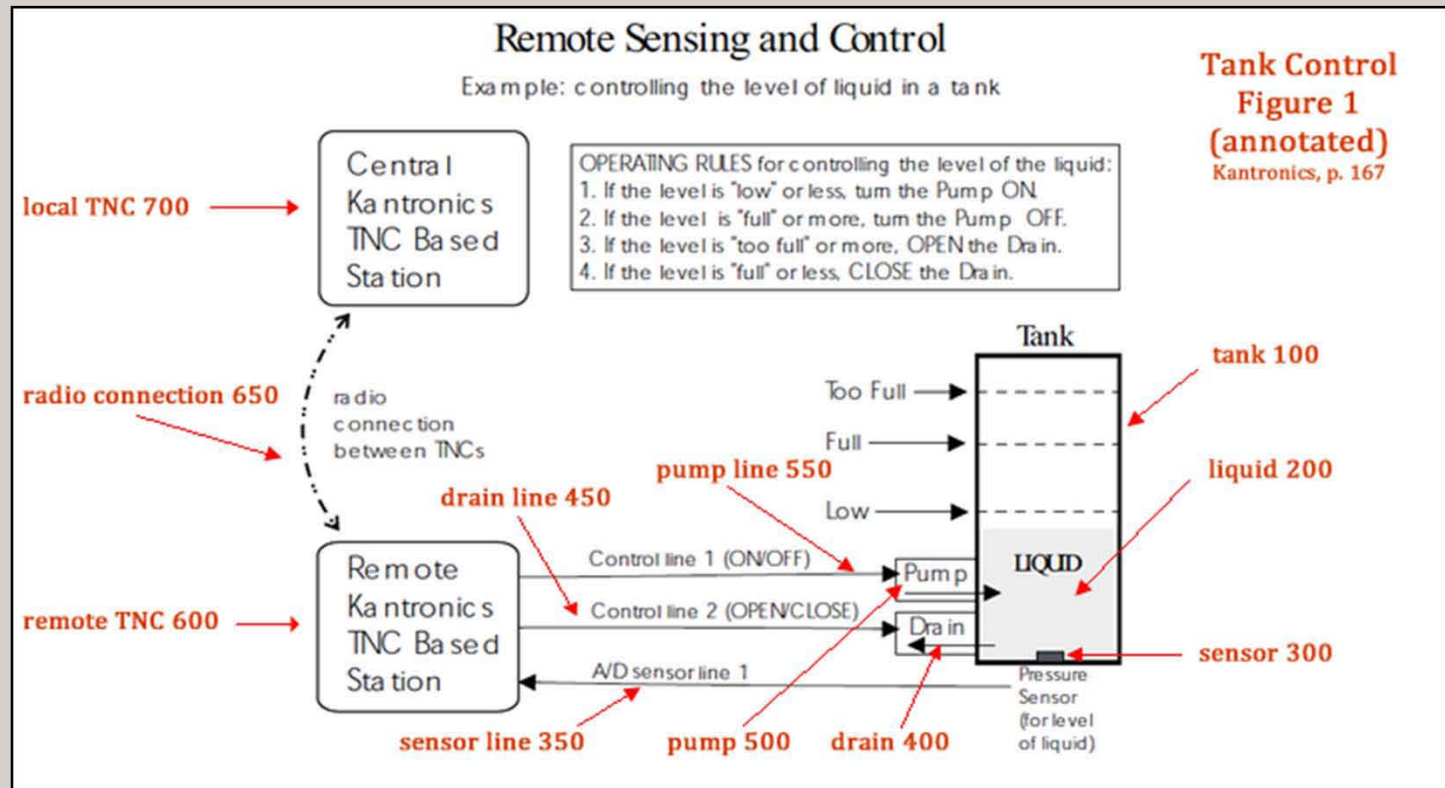 Remote Sensing and Control
Example: controlling the level of liquid in a tank
Tank Control
Figure 1
(annotated)
Kantronics, p. 167
Central
Kantronics
TNC Based
Station
OPERATING RULES for controlling the level of the liquid:
1. If the level is "low" or less, turn the Pump ON.
2. If the level is "full" or more, turn the Pump OFF.
3. If the level is "too full" or more, OPEN the Drain.
4. If the level is "full" or less, CLOSE the Drain.
local TNC 700
Tank
tank 100
radio connection 650
radio
connection
between TNCs
Too Full
Full
Low
pump line 550
liquid 200
drain line 450
Remote
Kantronics
TNC Based
Station
Control line 1 (ON/OFF)
Pump
LIQUID
remote TNC 600
Control line 2 (OPEN/CLOSE)
Drain
sensor 300
A/D sensor line 1
Pressure
Sensor
(for level
of liquid)
sensor line 350
pump 500
drain 400